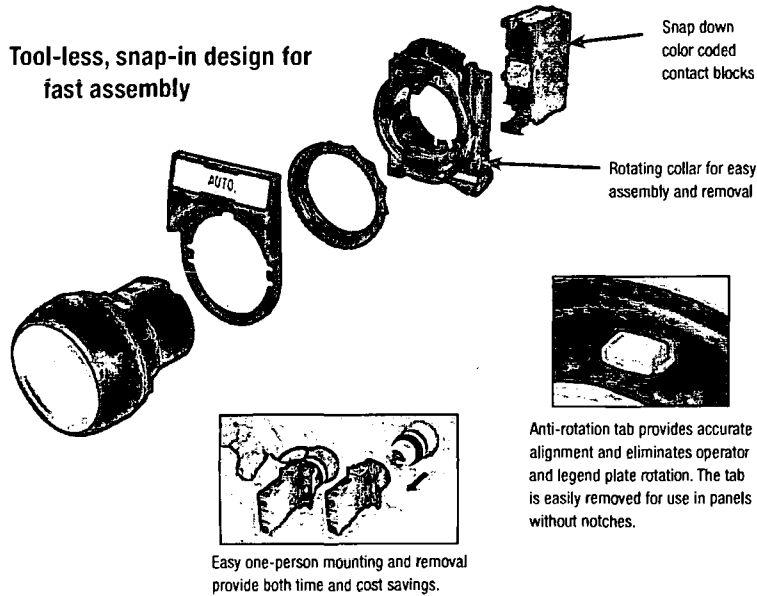 Tool-less, snap-in design for
fast assembly
Snap down
color coded
contact blocks
Rotating collar for easy
assembly and removal
AUTO.
Anti-rotation tab provides accurate
alignment and eliminates operator
and legend plate rotation. The tab
is easily removed for use in panels
without notches.
Easy one-person mounting and removal
provide both time and cost savings.